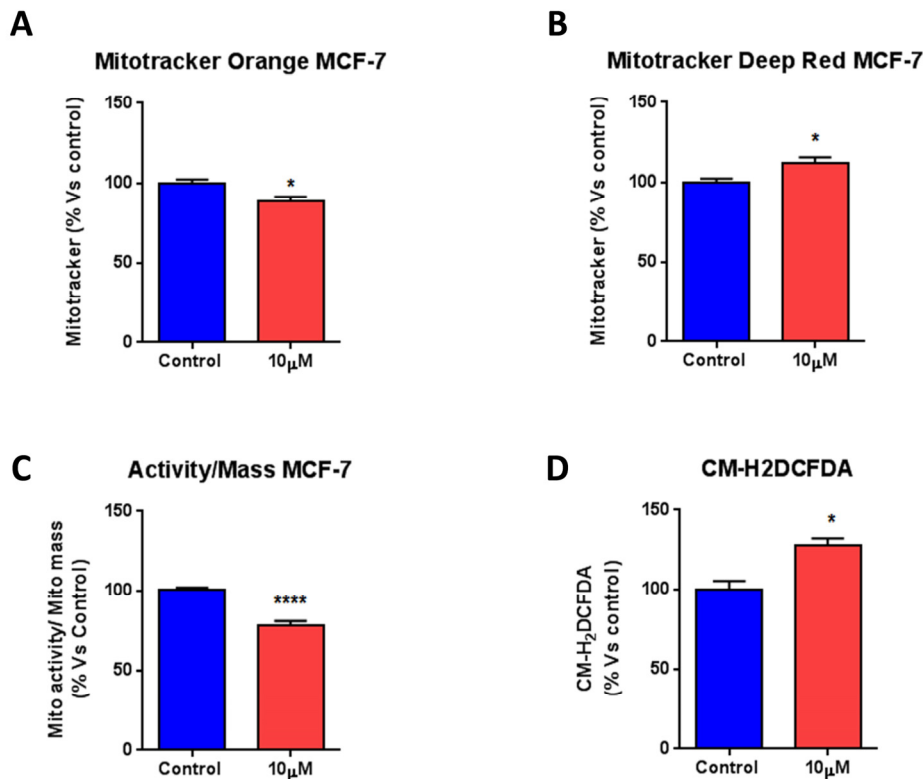 A
Mitotracker Orange MCF-7
Mitotracker (% Vs control)
150
100
50
0
*
Control
10µM
B
Mitotracker Deep Red MCF-7
Mitotracker (% Vs control)
150
100
50
0
*
Control
10µM
C
Activity/Mass MCF-7
Mito activity/ Mito mass
(% Vs Control)
150
100
50
0
****
Control
10µM
D
CM-H2DCFDA
CM-H₂DCFDA
(% Vs control)
150
100
50
0
*
Control
10µM